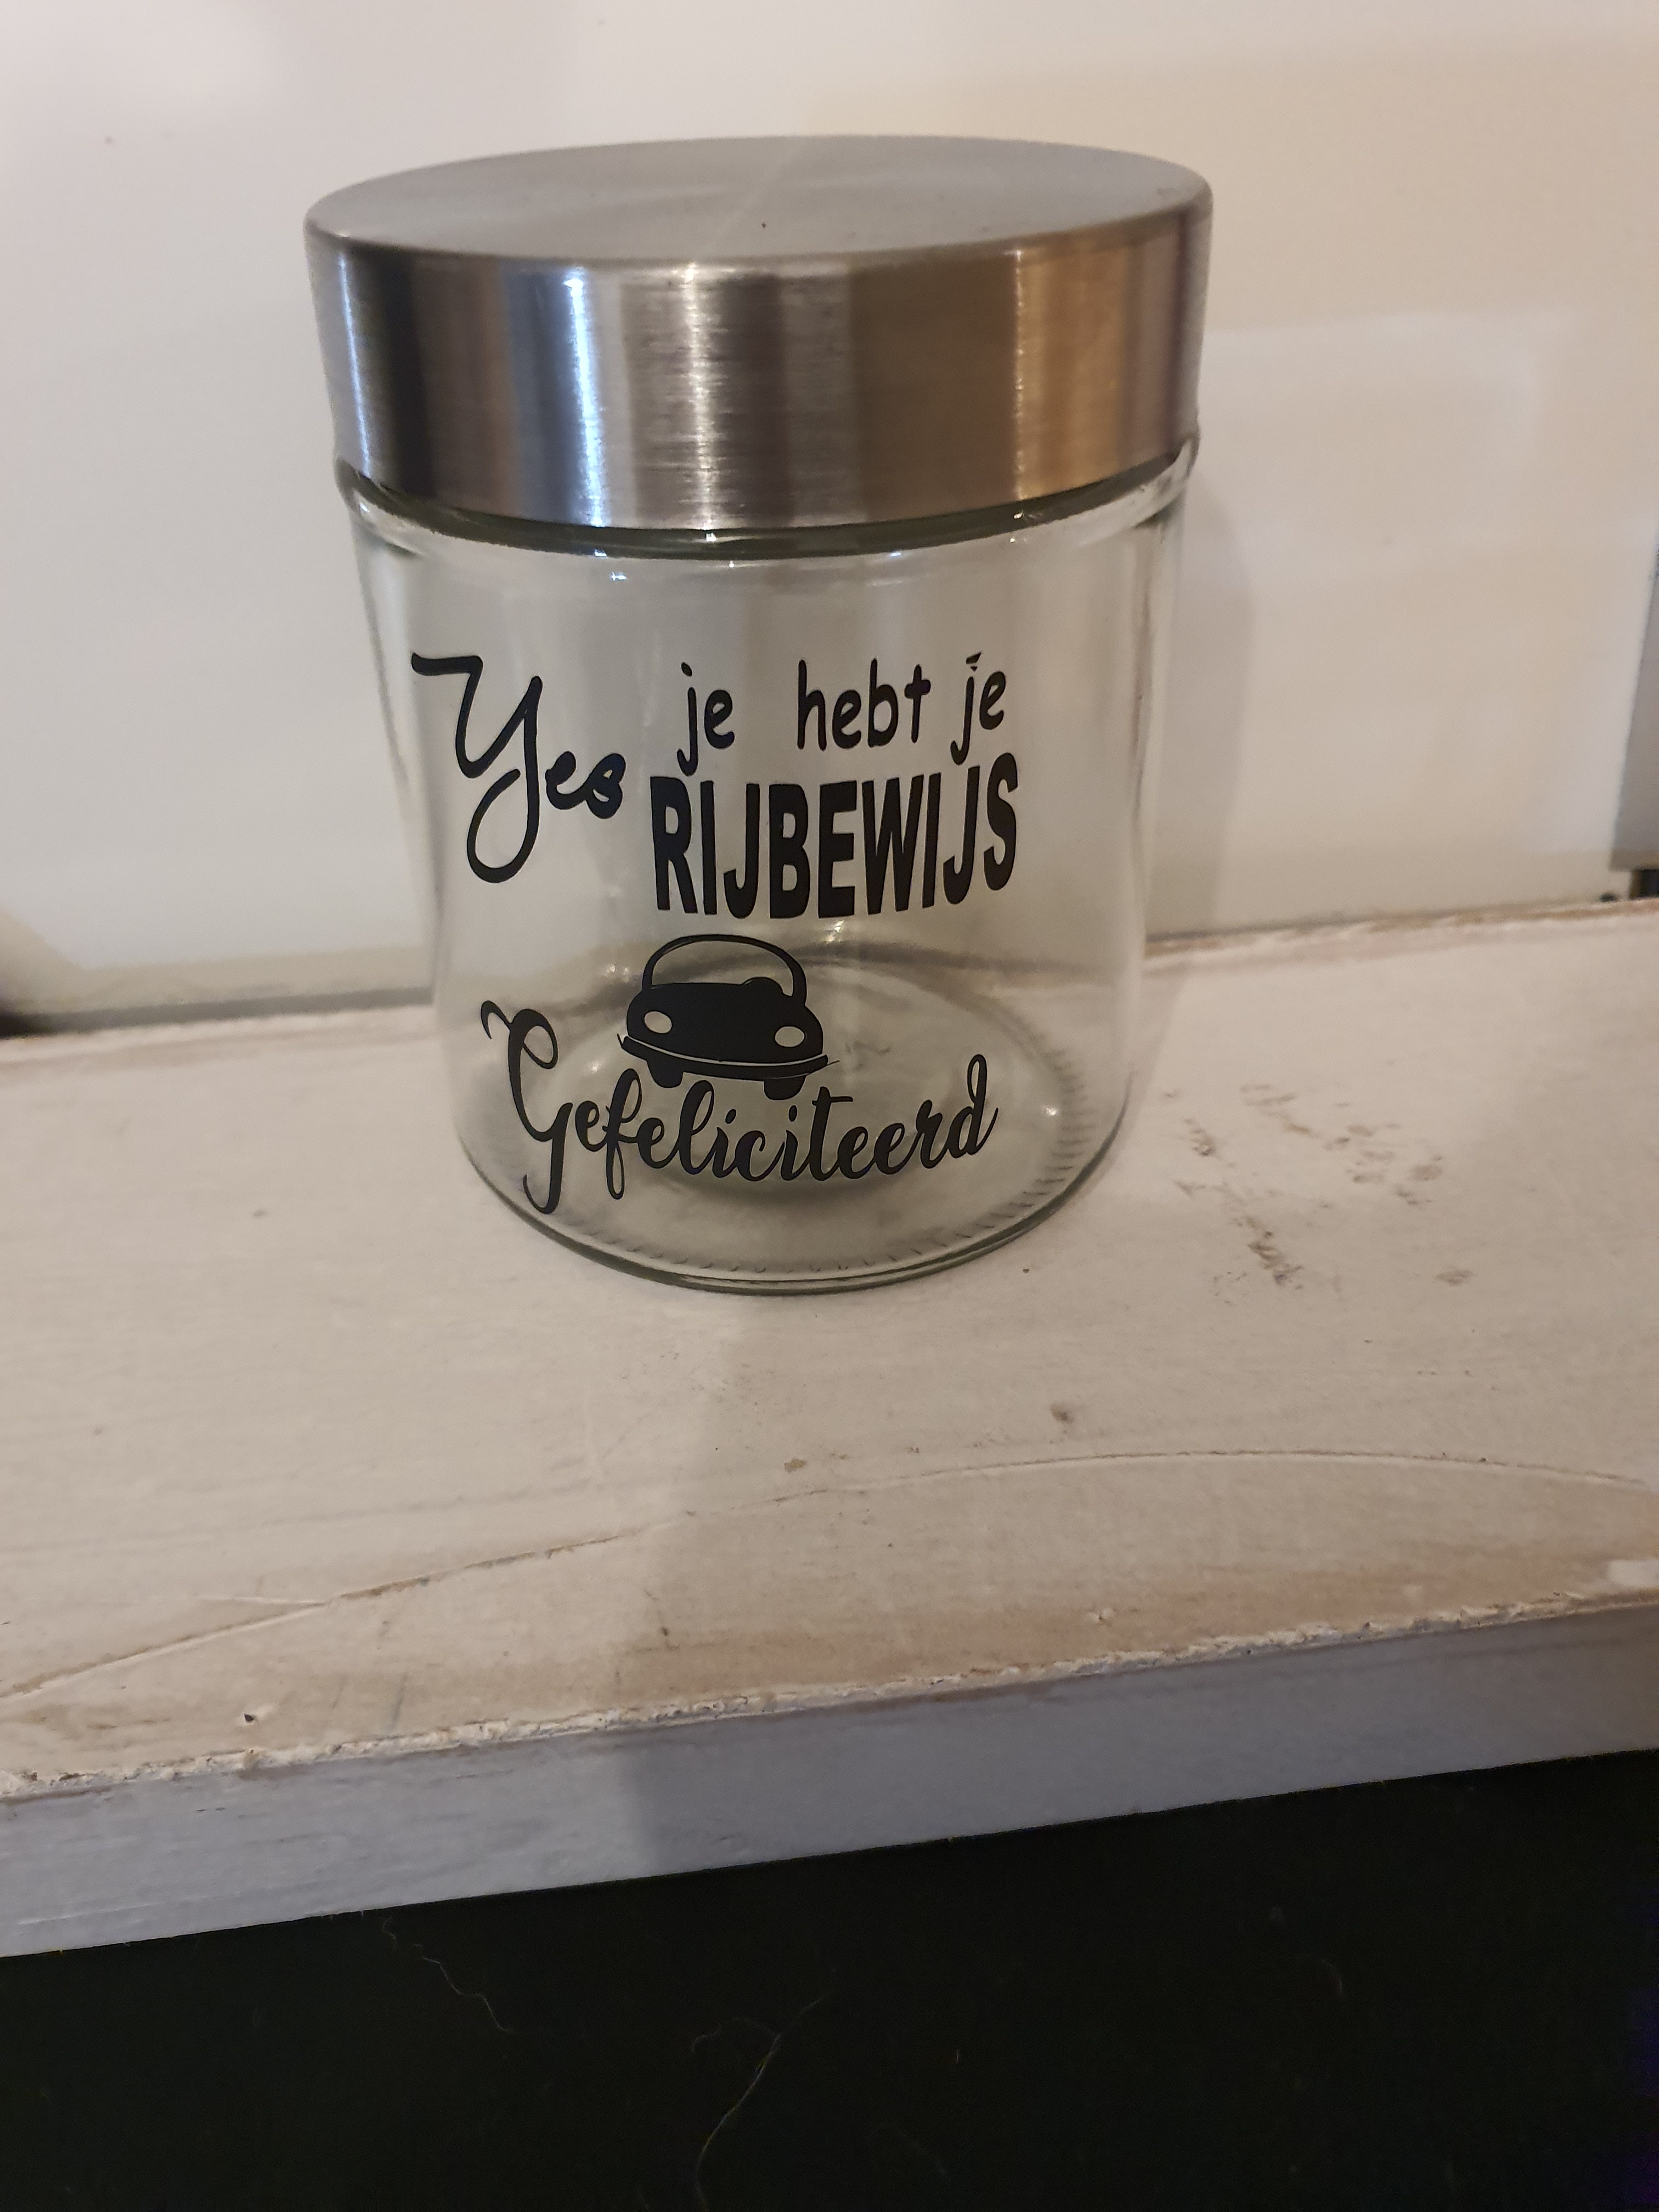 Yes je hebt je
RIJBEWIJS
Gefeliciteerd